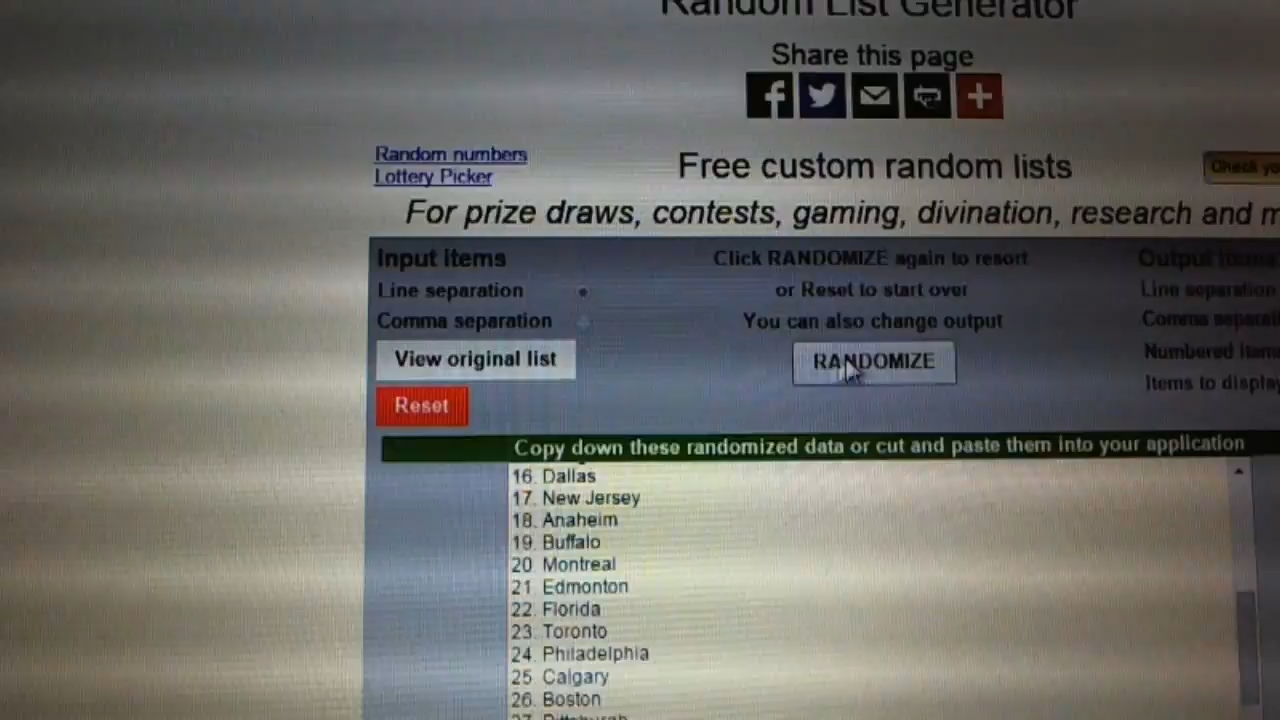 Random List Generator
Share this page
Random numbers
Lottery Picker
Free custom random lists
Check yo
For prize draws, contests, gaming, divination, research and m
Input items
Click RANDOMIZE again to resort
Output items
Line separation
or Reset to start over
Line separation
Comma separation
You can also change output
Comma separati
View original list
RANDOMIZE
Numbered items
Reset
Items to display
Copy down these randomized data or cut and paste them into your application
16. Dallas
17. New Jersey
18. Anaheim
19. Buffalo
20. Montreal
21. Edmonton
22. Florida
23. Toronto
24. Philadelphia
25. Calgary
26. Boston
27. Pittsburgh